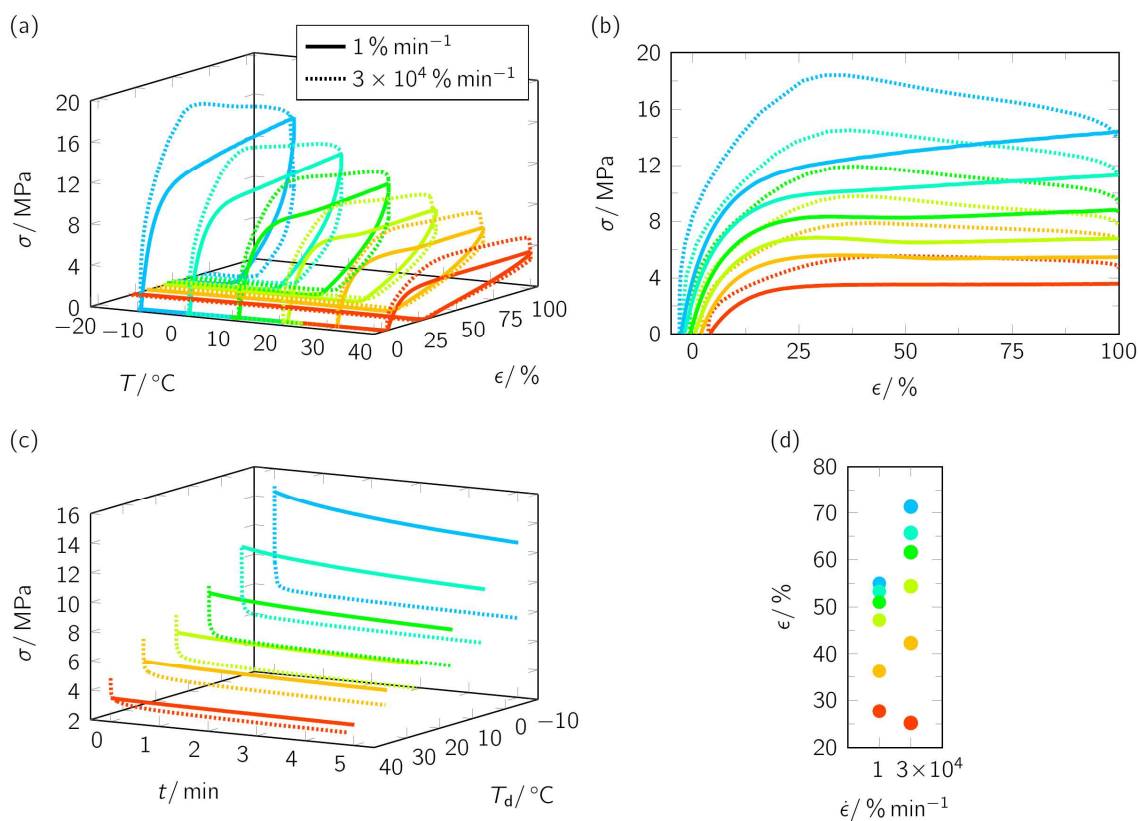 (a)
1 % min⁻¹
3 × 10⁴ % min⁻¹
20
16
12
8
4
0
σ / MPa
−20 −10 0 10 20 30 40
T / °C
0 25 50 75 100
ϵ / %
(b)
20
16
12
8
4
0
σ / MPa
0 25 50 75 100
ϵ / %
(c)
16
14
12
10
8
6
4
2
σ / MPa
0 1 2 3 4 5
t / min
40 30 20 10 0 −10
T_d / °C
(d)
80
70
60
50
40
30
20
ϵ / %
1 3×10⁴
ϵ̇ / % min⁻¹